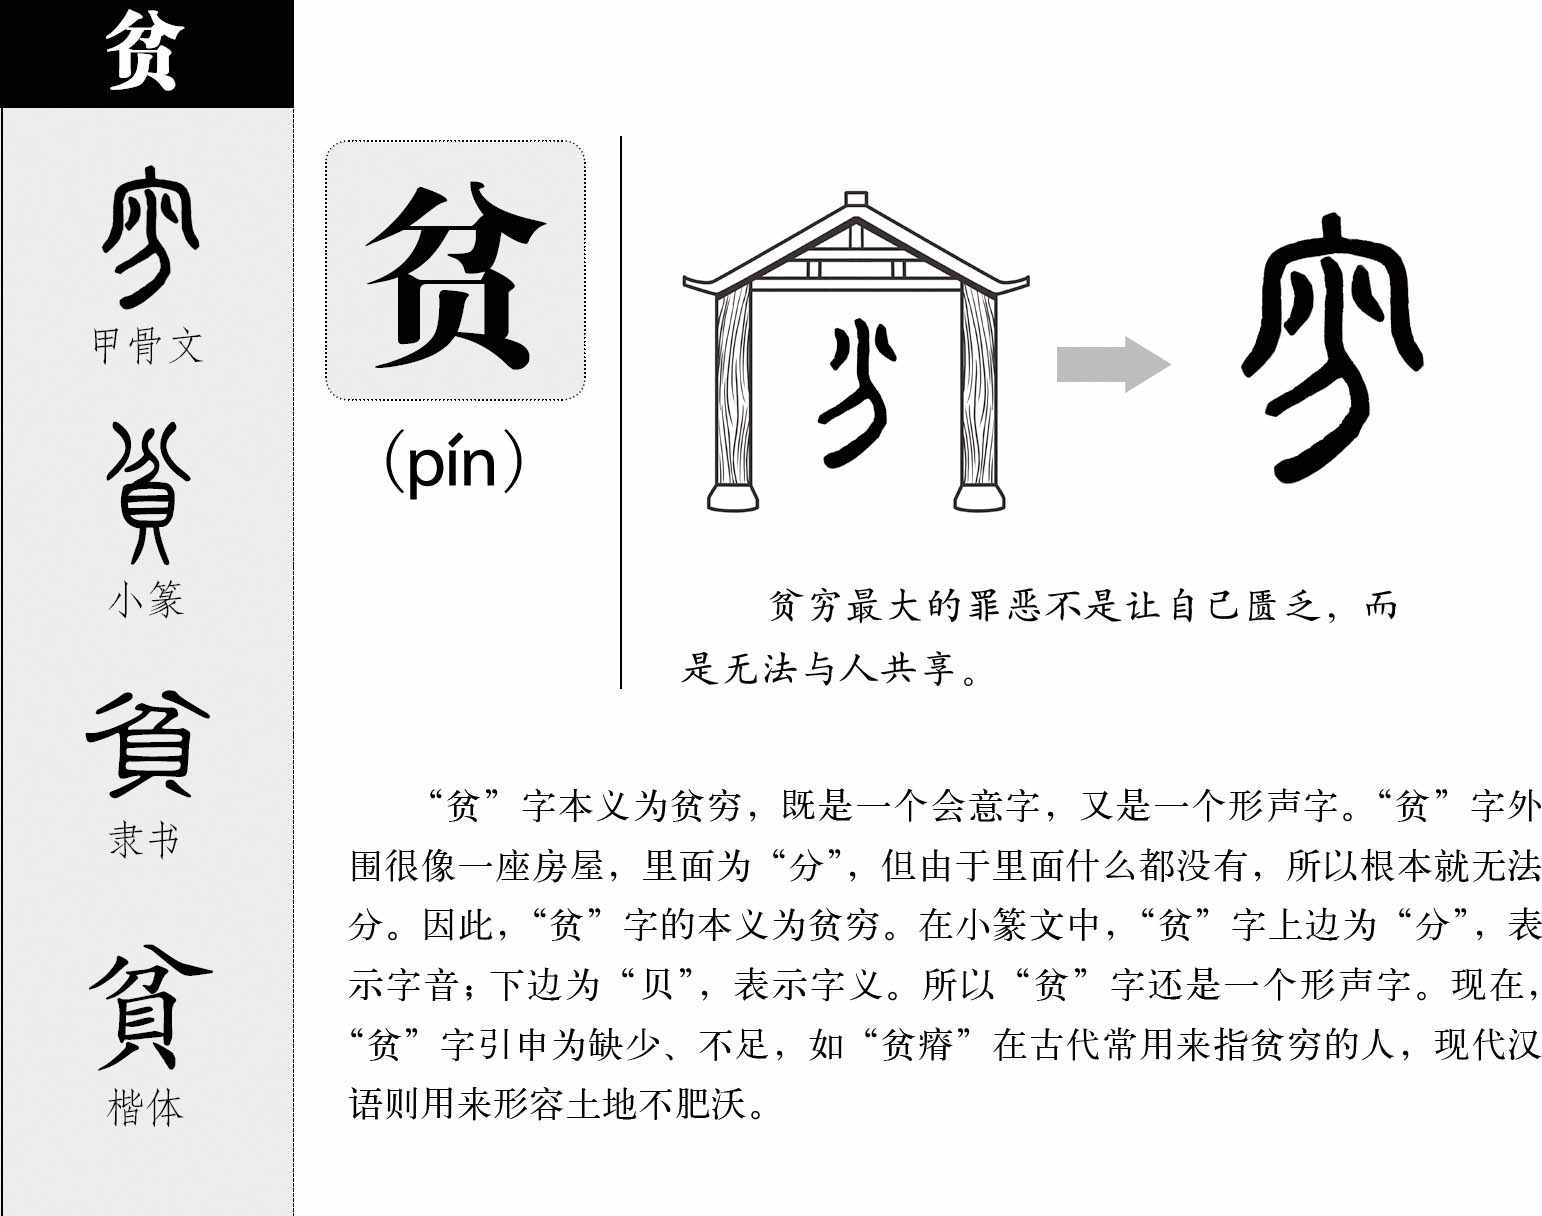 贫
甲骨文
小篆
隶书
楷体
贫
（pín）
贫穷最大的罪恶不是让自己匮乏，而
是无法与人共享。
“贫”字本义为贫穷，既是一个会意字，又是一个形声字。“贫”字外
围很像一座房屋，里面为“分”，但由于里面什么都没有，所以根本就无法
分。因此，“贫”字的本义为贫穷。在小篆文中，“贫”字上边为“分”，表
示字音；下边为“贝”，表示字义。所以“贫”字还是一个形声字。现在，
“贫”字引申为缺少、不足，如“贫瘠”在古代常用来指贫穷的人，现代汉
语则用来形容土地不肥沃。